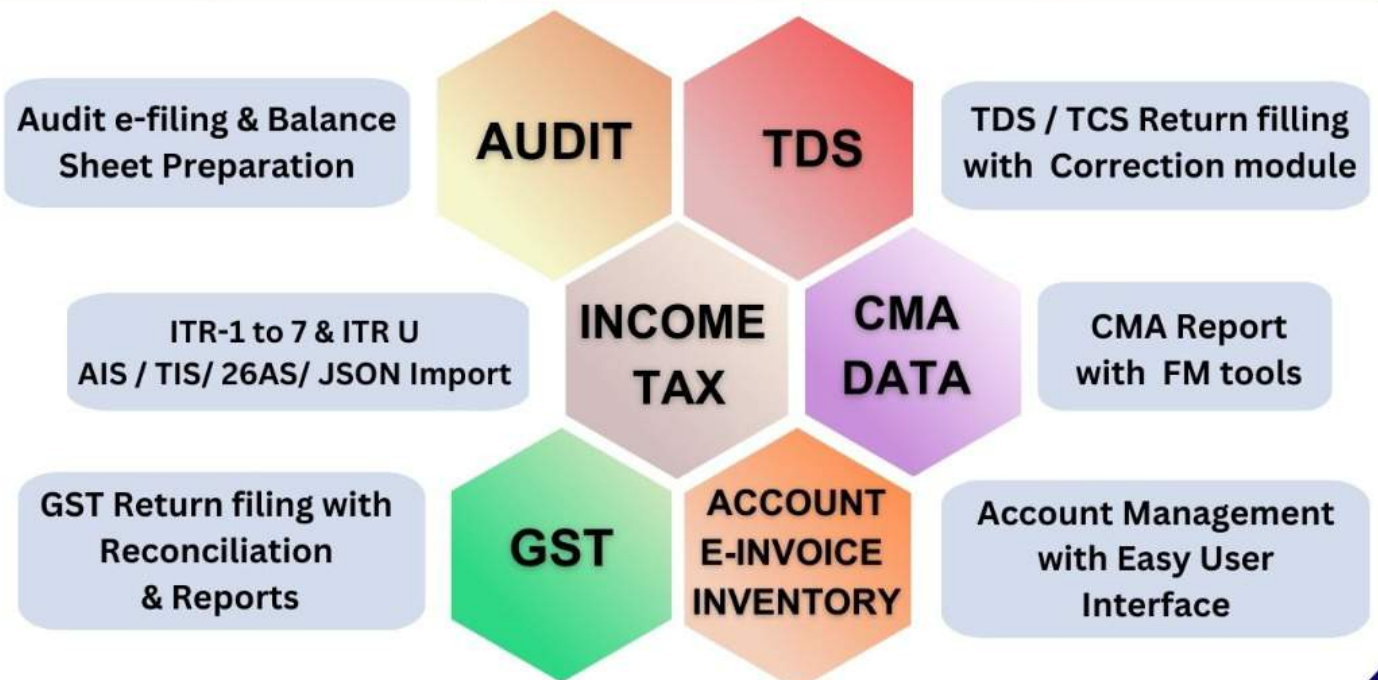 Audit e-filing & Balance
Sheet Preparation
AUDIT
TDS
TDS / TCS Return filling
with Correction module
ITR-1 to 7 & ITR U
AIS / TIS/ 26AS/ JSON Import
INCOME
TAX
CMA
DATA
CMA Report
with FM tools
GST Return filing with
Reconciliation
& Reports
GST
ACCOUNT
E-INVOICE
INVENTORY
Account Management
with Easy User
Interface